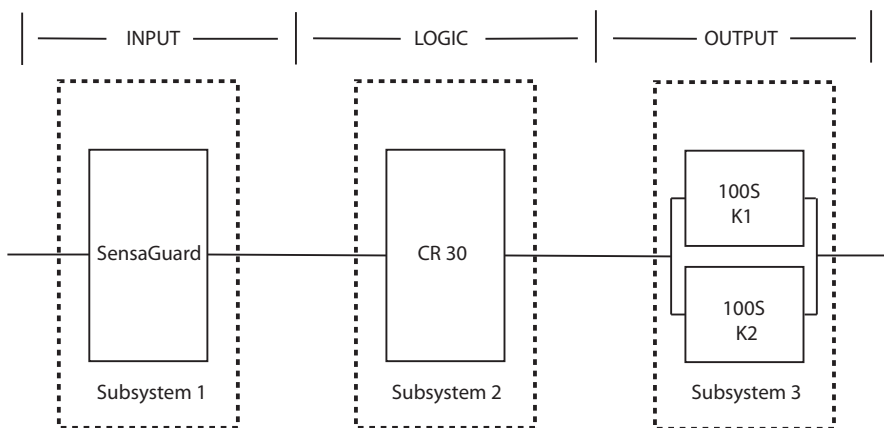 INPUT
LOGIC
OUTPUT
SensaGuard
CR 30
100S
K1
100S
K2
Subsystem 1
Subsystem 2
Subsystem 3